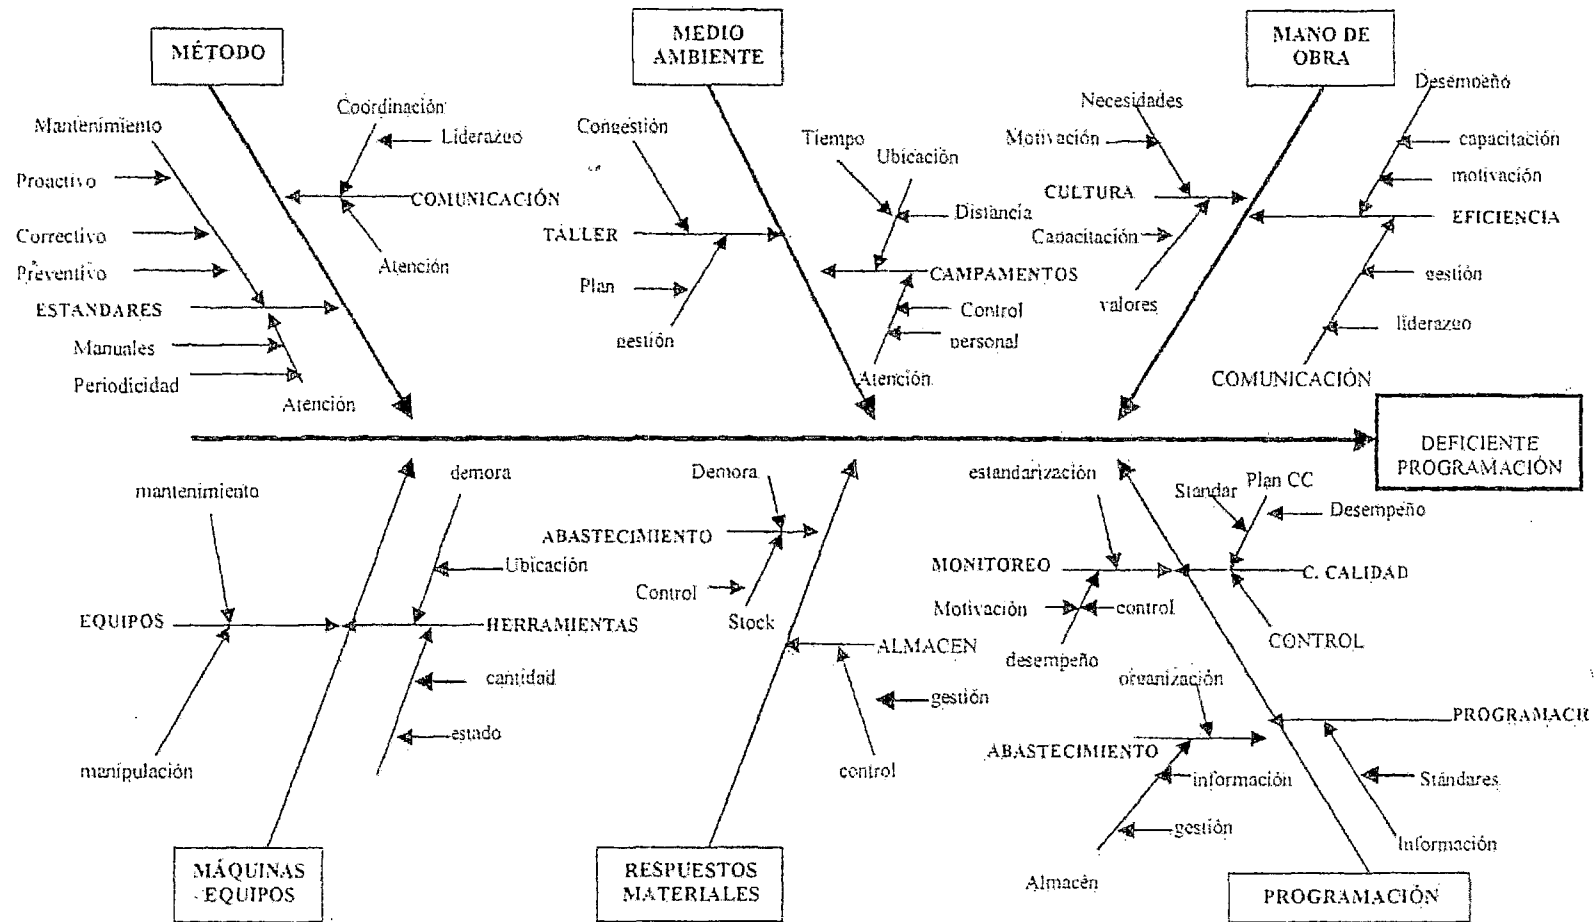 MÉTODO
MEDIO
AMBIENTE
MANO DE
OBRA
Mantenimiento
Proactivo
Correctivo
Preventivo
ESTANDARES
Manuales
Periodicidad
Atención
Coordinación
Liderazgo
COMUNICACIÓN
Atención
Congestión
TALLER
Plan
gestión
Tiempo
Ubicación
Distancia
CAMPAMENTOS
Control
personal
Atención
Necesidades
Motivación
CULTURA
Capacitación
valores
Desempeño
capacitación
motivación
EFICIENCIA
gestión
liderazgo
COMUNICACIÓN
DEFICIENTE
PROGRAMACIÓN
mantenimiento
EQUIPOS
manipulación
demora
Ubicación
HERRAMIENTAS
cantidad
estado
MÁQUINAS
EQUIPOS
Demora
ABASTECIMIENTO
Control
Stock
ALMACEN
gestión
control
RESPUESTOS
MATERIALES
estandarización
MONITOREO
Motivación
control
desempeño
Standar
Plan CC
Desempeño
C. CALIDAD
CONTROL
organización
ABASTECIMIENTO
información
gestión
Almacén
PROGRAMACIR
Stándares
Información
PROGRAMACIÓN